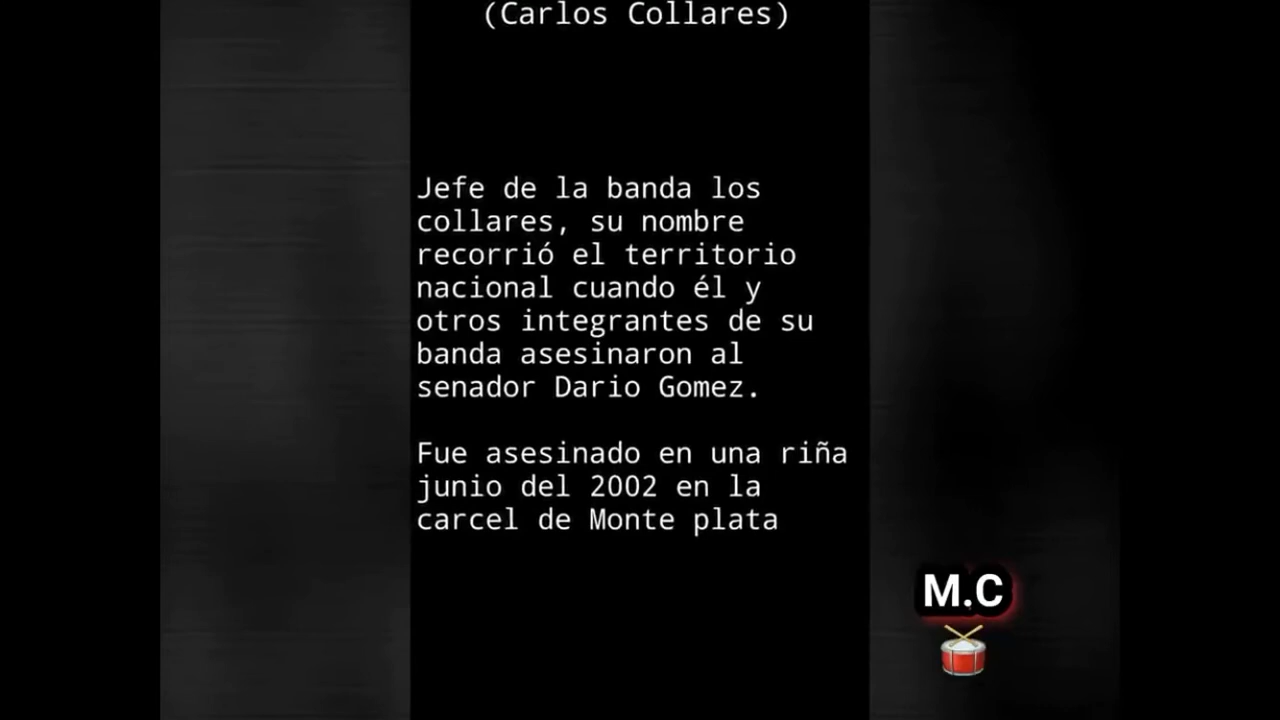 (Carlos Collares)
Jefe de la banda los
collares, su nombre
recorrió el territorio
nacional cuando él y
otros integrantes de su
banda asesinaron al
senador Dario Gomez.
Fue asesinado en una riña
junio del 2002 en la
carcel de Monte plata
M.C